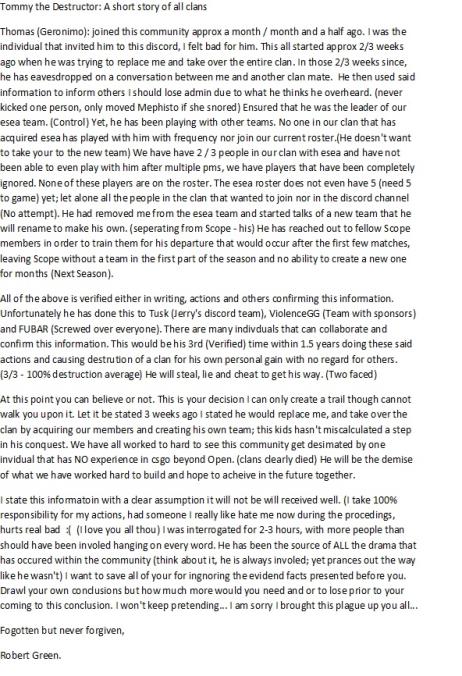 Tommy the Destructor: A short story of all clans
Thomas (Geronimo): joined this community approx a month / month and a half ago. I was the
individual that invited him to this discord, I felt bad for him. This all started approx 2/3 weeks
ago when he was trying to replace me and take over the entire clan. In those 2/3 weeks since,
he has eavesdropped on a conversation between me and another clan mate.  He then used said
information to inform others I should lose admin due to what he thinks he overheard. (never
kicked one person, only moved Mephisto if she snored) Ensured that he was the leader of our
esea team. (Control) Yet, he has been playing with other teams. No one in our clan that has
acquired esea has played him with frequency nor join our current roster.(He doesn't want
to take your to the new team) We have have 2 / 3 people in our clan with esea and have not
been able to even play with him after multiple pms, we have players that have been completely
ignored. None of these players are on the roster. The esea roster does not even have 5 (need 5
to game) yet; let alone all the people in the clan that wanted to join nor in the discord channel
(No attempt). He had removed me from the esea team and started talks of a new team that he
will rename to make his own. (seperating from Scope - his) He has reached out to fellow Scope
members in order to train them for his departure that would occur after the first few matches,
leaving Scope without a team in the first part of the season and no ability to create a new one
for months (Next Season).
All of the above is verified either in writing, actions and others confirming this information.
Unfortunately he has done this to Tusk (Jerry's discord team), ViolenceGG (Team with sponsors)
and FUBAR (Screwed over everyone). There are many indivduals that can collaborate and
confirm this information. This would be his 3rd (Verified) time within 1.5 years doing these said
actions and causing destrution of a clan for his own personal gain with no regard for others.
(3/3 - 100% destruction average) He will steal, lie and cheat to get his way. (Two faced)
At this point you can believe or not. This is your decision I can only create a trail though cannot
walk you upon it. Let it be stated 3 weeks ago I stated he would replace me, and take over the
clan by acquiring our members and creating his own team; this kids hasn't miscalculated a step
in his conquest. We have all worked to hard to see this community get desimated by one
invidual that has NO experience in csgo beyond Open. (clans clearly died) He will be the demise
of what we have worked hard to build and hope to acheive in the future together.
I state this informatoin with a clear assumption it will not be will received well. (I take 100%
responsibility for my actions, had someone I really like hate me now during the procedings,
hurts real bad  :(  (I love you all thou) I was interrogated for 2-3 hours, with more people than
should have been involed hanging on every word. He has been the source of ALL the drama that
has occured within the community (think about it, he is always involed; yet prances out the way
like he wasn't) I want to save all of your for ingnoring the evidend facts presented before you.
Drawl your own conclusions but how much more would you need and or to lose prior to your
coming to this conclusion. I won't keep pretending... I am sorry I brought this plague up you all...
Fogotten but never forgiven,
Robert Green.